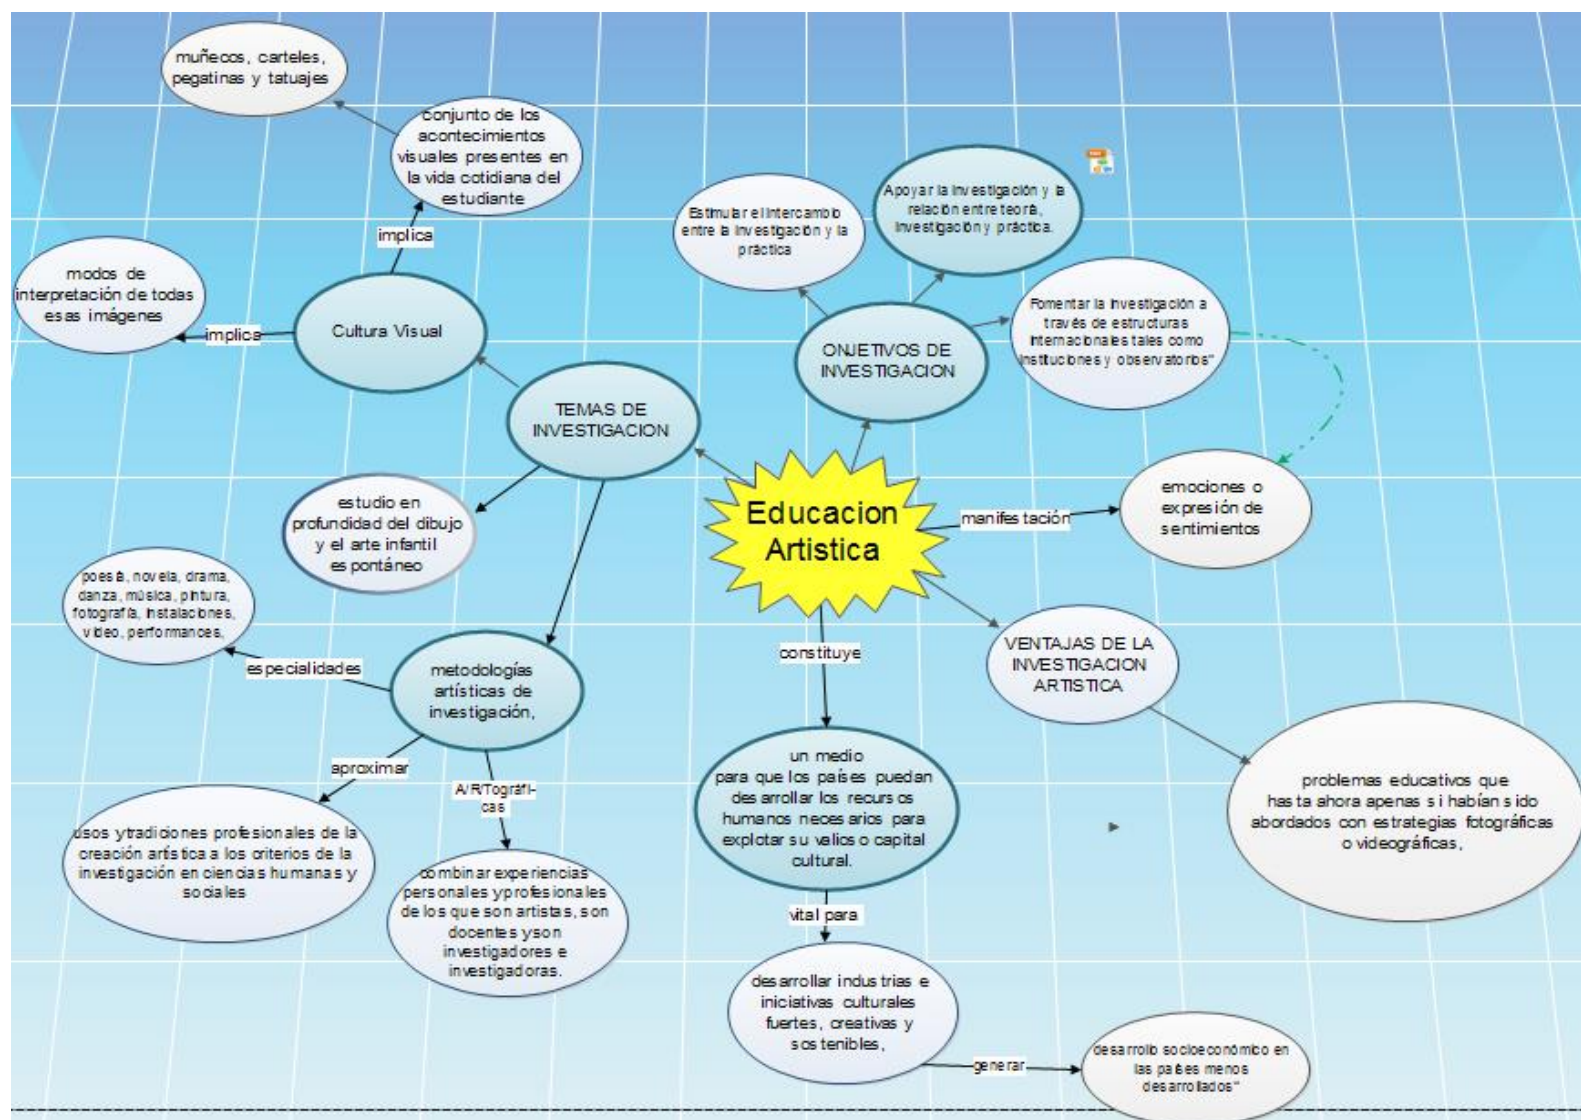 muñecos, carteles,
pegatinas y tatuajes
conjunto de los
acontecimientos
visuales presentes en
la vida cotidiana del
estudiante
implica
modos de
interpretación de todas
esas imágenes
implica
Cultura Visual
TEMAS DE
INVESTIGACION
estudio en
profundidad del dibujo
y el arte infantil
espontáneo
poesía, novela, drama,
danza, música, pintura,
fotografía, instalaciones,
vídeo, performances,
especialidades
metodologías
artísticas de
investigación,
aproximar
A/R/Tográfi-
cas
usos y tradiciones profesionales de la
creación artística a los criterios de la
investigación en ciencias humanas y
sociales
combinar experiencias
personales y profesionales
de los que son artistas, son
docentes y son
investigadores e
investigadoras.
Estimular el intercambio
entre la investigación y la
práctica
Apoyar la investigación y la
relación entre teoría,
investigación y práctica.
Fomentar la investigación a
través de estructuras
internacionales tales como
instituciones y observatorios"
ONJETIVOS DE
INVESTIGACION
Educacion
Artistica
manifestación
emociones o
expresión de
sentimientos
constituye
VENTAJAS DE LA
INVESTIGACION
ARTISTICA
problemas educativos que
hasta ahora apenas si habían sido
abordados con estrategias fotográficas
o videográficas,
un medio
para que los países puedan
desarrollar los recursos
humanos necesarios para
explotar su valioso capital
cultural.
vital para
desarrollar industrias e
iniciativas culturales
fuertes, creativas y
sostenibles,
generar
desarrollo socioeconómico en
las países menos
desarrollados"